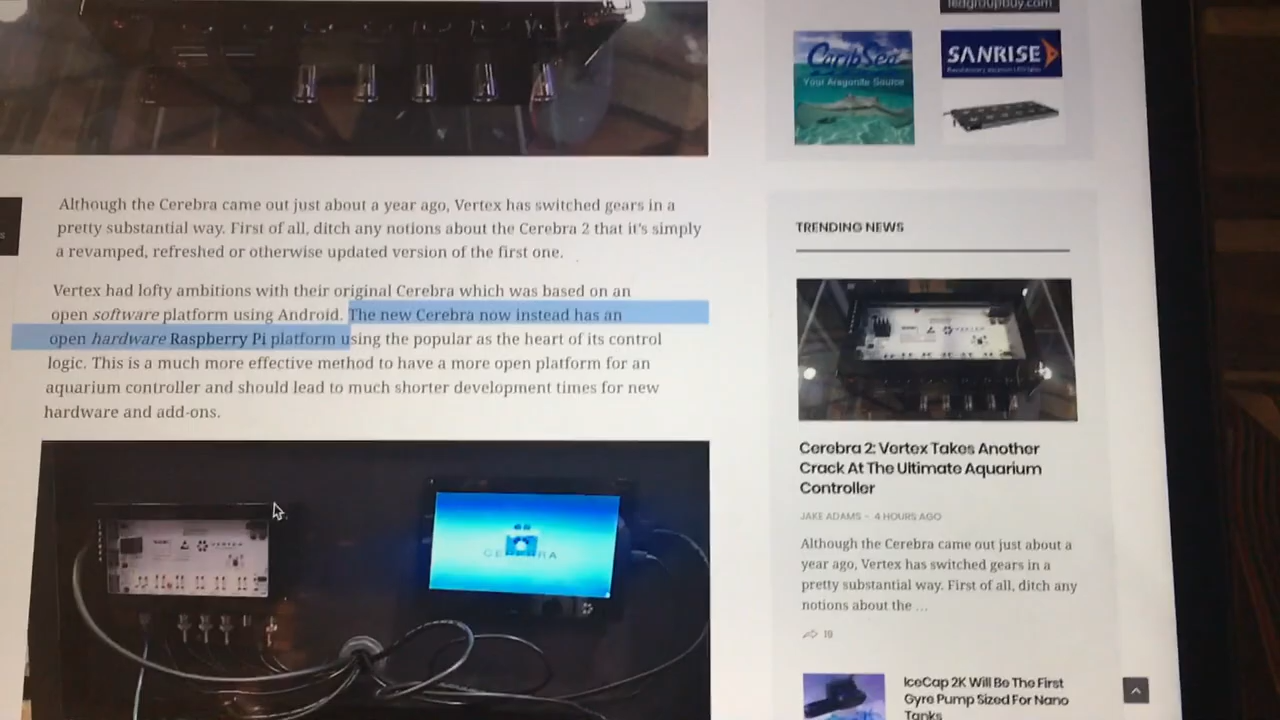 ledgroupbuy.com
CaribSea
Your Aragonite Source
SANRISE
Although the Cerebra came out just about a year ago, Vertex has switched gears in a
pretty substantial way. First of all, ditch any notions about the Cerebra 2 that it's simply
a revamped, refreshed or otherwise updated version of the first one.
Vertex had lofty ambitions with their original Cerebra which was based on an
open software platform using Android. The new Cerebra now instead has an
open hardware Raspberry Pi platform using the popular as the heart of its control
logic. This is a much more effective method to have a more open platform for an
aquarium controller and should lead to much shorter development times for new
hardware and add-ons.
CEREBRA
TRENDING NEWS
Cerebra 2: Vertex Takes Another
Crack At The Ultimate Aquarium
Controller
JAKE ADAMS - 4 HOURS AGO
Although the Cerebra came out just about a
year ago, Vertex has switched gears in a
pretty substantial way. First of all, ditch any
notions about the ...
19
IceCap 2K Will Be The First
Gyre Pump Sized For Nano
Tanks